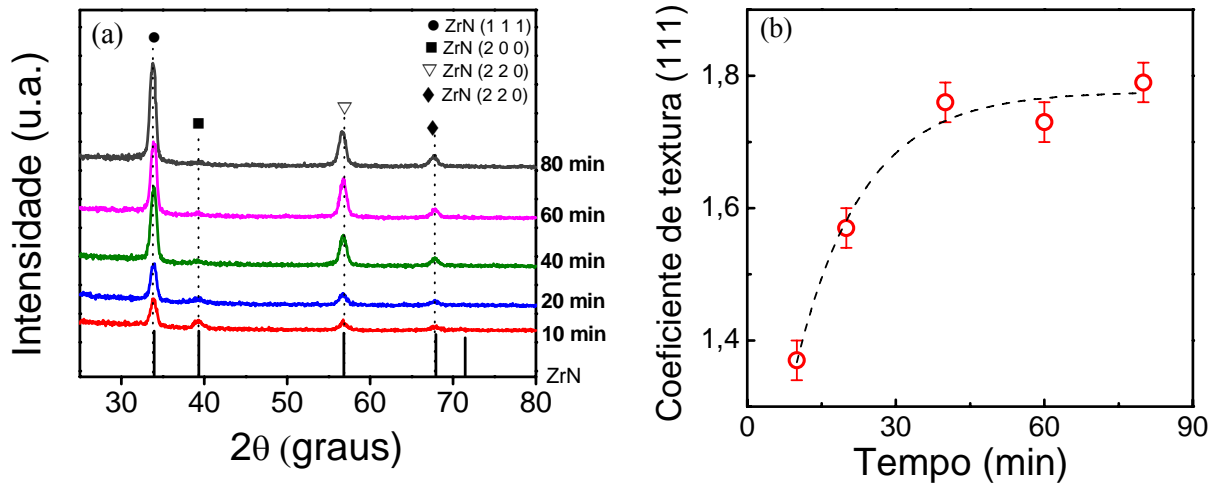 (a)
● ZrN (1 1 1)
■ ZrN (2 0 0)
▽ ZrN (2 2 0)
◆ ZrN (2 2 0)
80 min
60 min
40 min
20 min
10 min
ZrN
30 40 50 60 70 80
2θ (graus)
Intensidade (u.a.)
(b)
1,8
1,6
1,4
0 30 60 90
Tempo (min)
Coeficiente de textura (111)